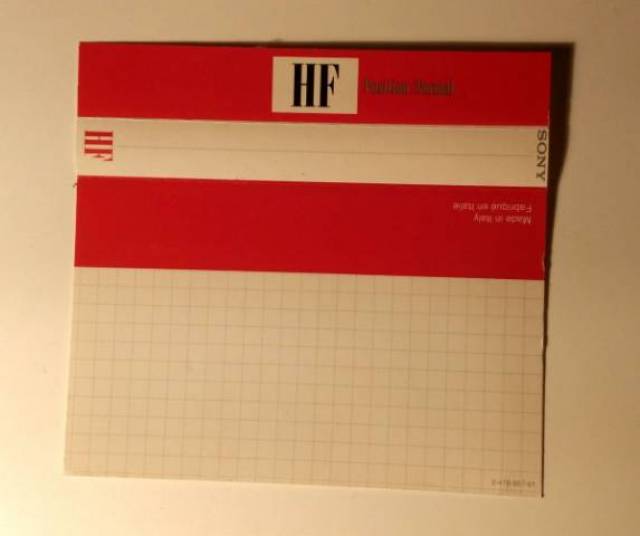 HF Position Normal
HF
SONY
Made in Italy
Fabriqué en Italie